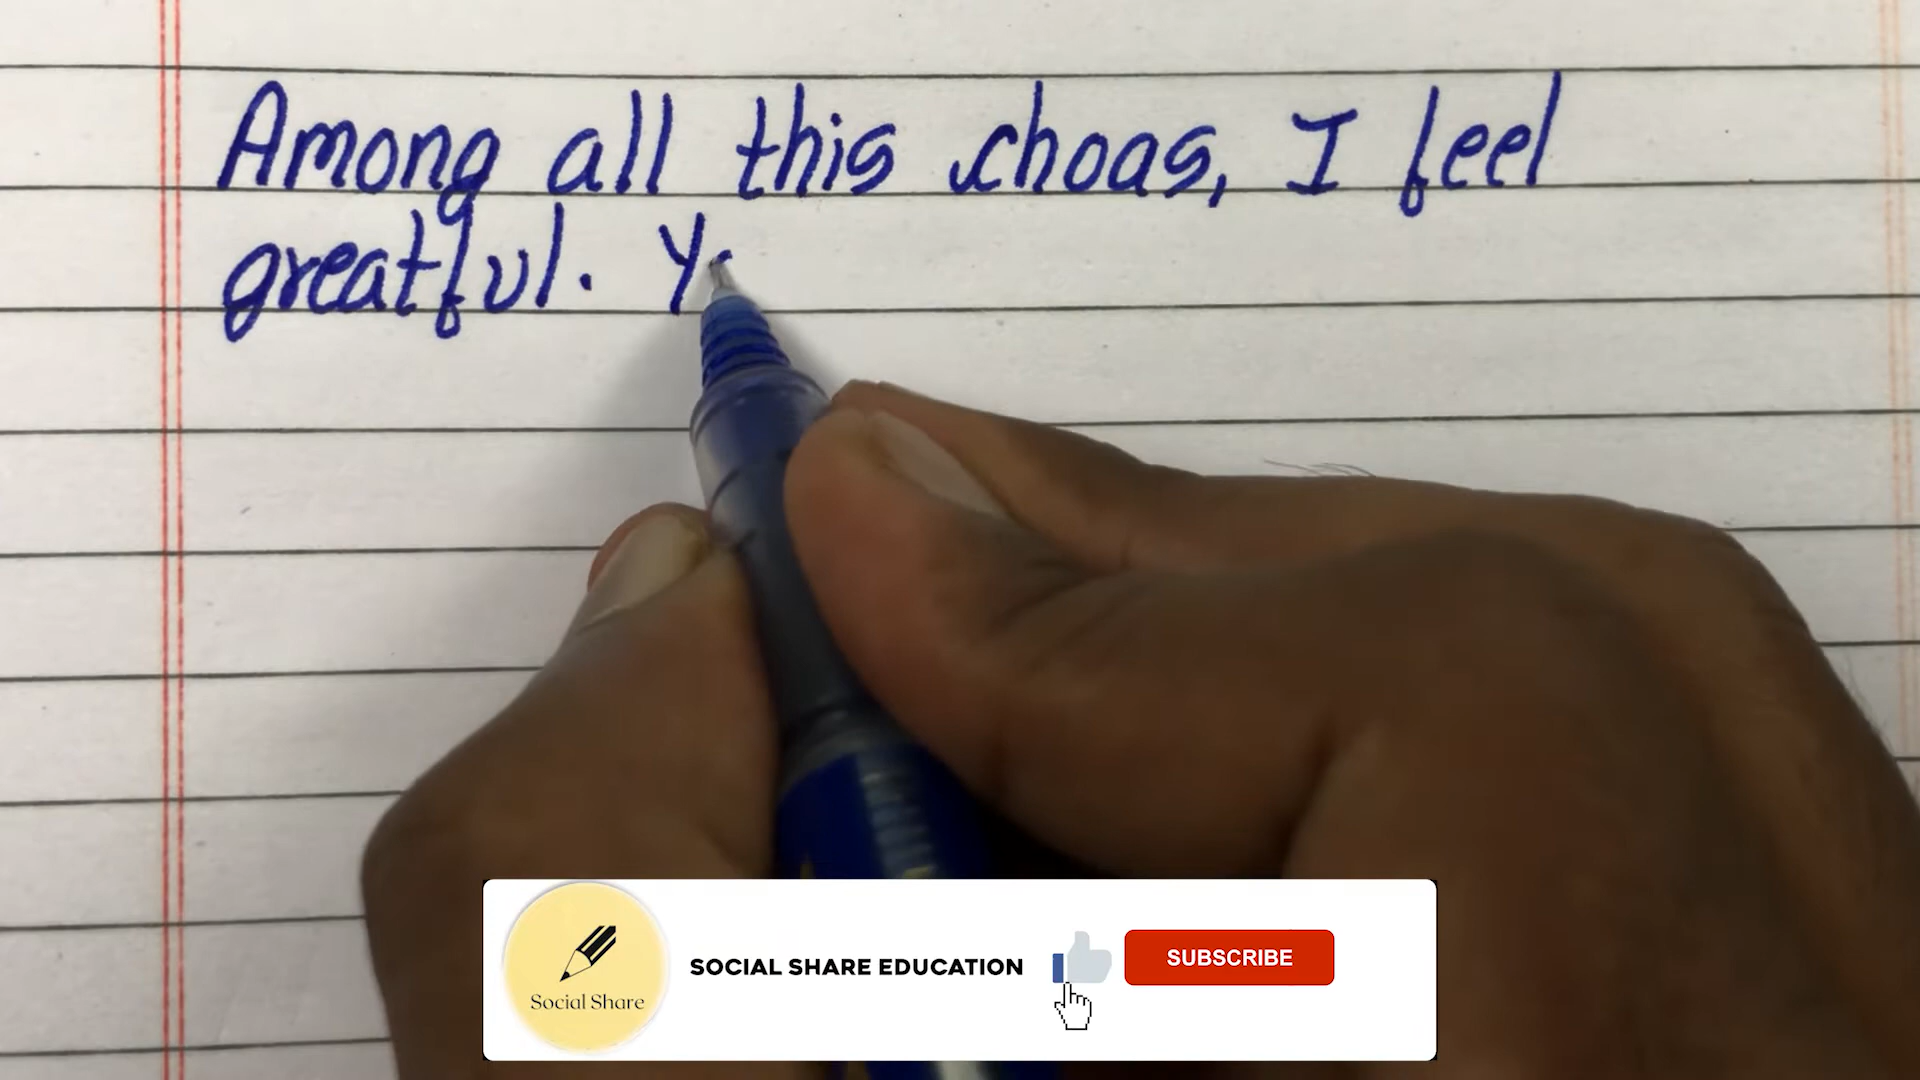 Among all this choas, I feel
greatful. Y
Social Share
SOCIAL SHARE EDUCATION
SUBSCRIBE